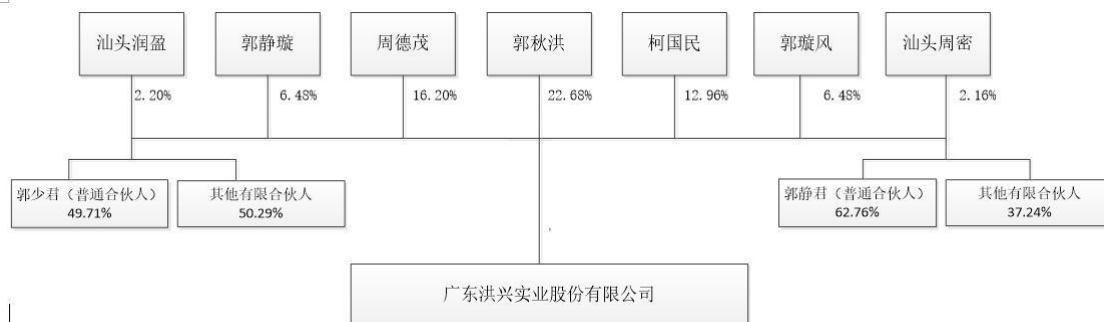 汕头润盈
郭静璇
周德茂
郭秋洪
柯国民
郭璇风
汕头周密
2.20%
6.48%
16.20%
22.68%
12.96%
6.48%
2.16%
郭少君（普通合伙人）
49.71%
其他有限合伙人
50.29%
郭静君（普通合伙人）
62.76%
其他有限合伙人
37.24%
广东洪兴实业股份有限公司